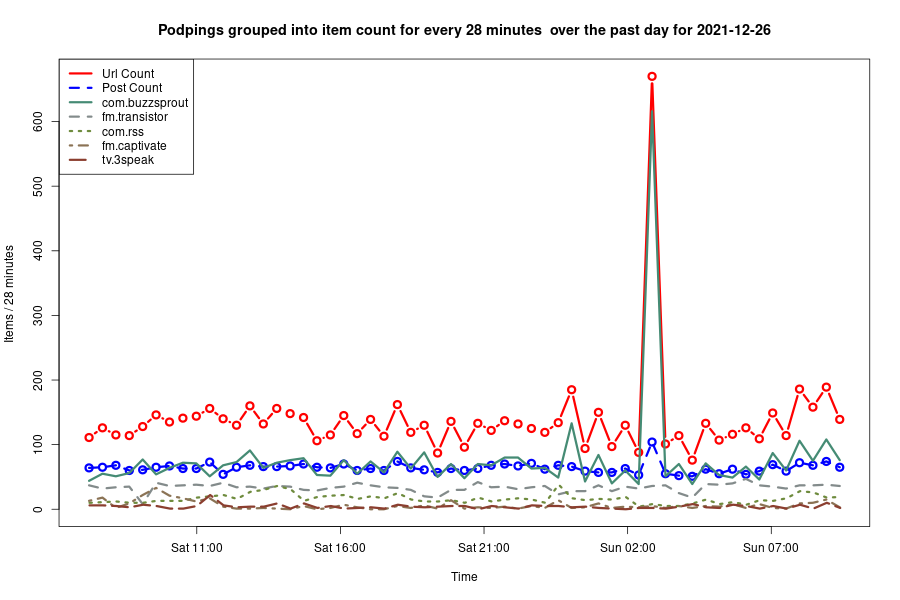 Podpings grouped into item count for every 28 minutes  over the past day for 2021-12-26
Url Count
Post Count
com.buzzsprout
fm.transistor
com.rss
fm.captivate
tv.3speak
600
500
400
300
200
100
0
Items / 28 minutes
Sat 11:00 Sat 16:00 Sat 21:00 Sun 02:00 Sun 07:00
Time